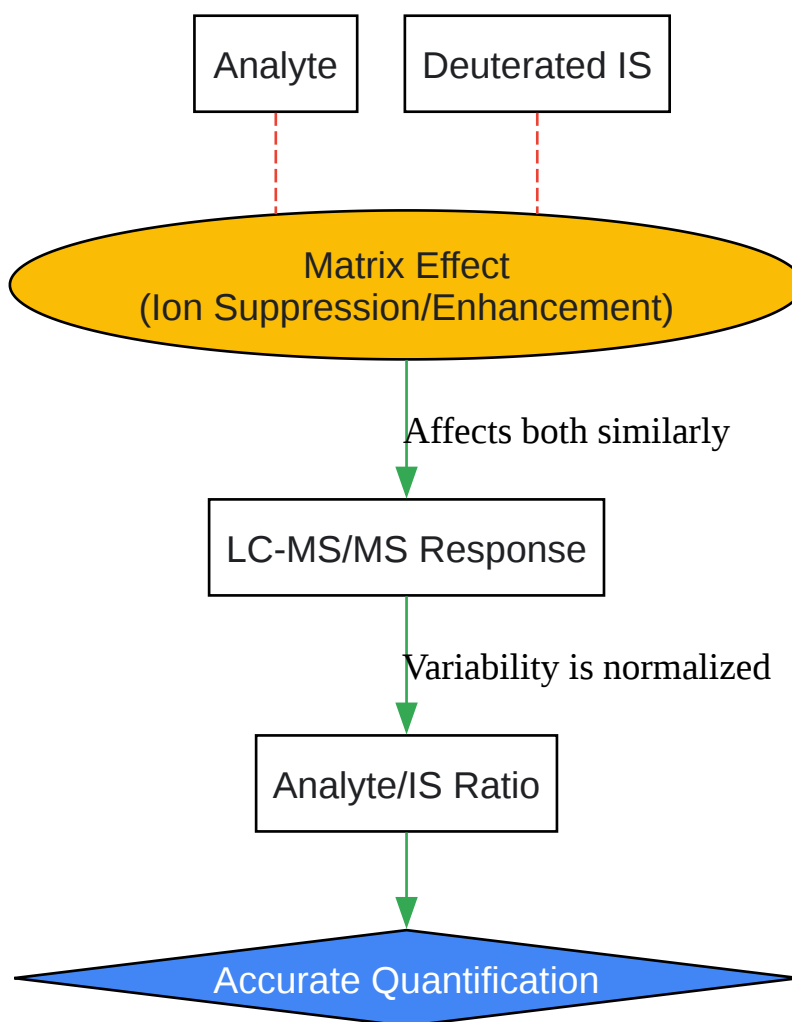 Analyte
Deuterated IS
Matrix Effect
(Ion Suppression/Enhancement)
Affects both similarly
LC-MS/MS Response
Variability is normalized
Analyte/IS Ratio
Accurate Quantification